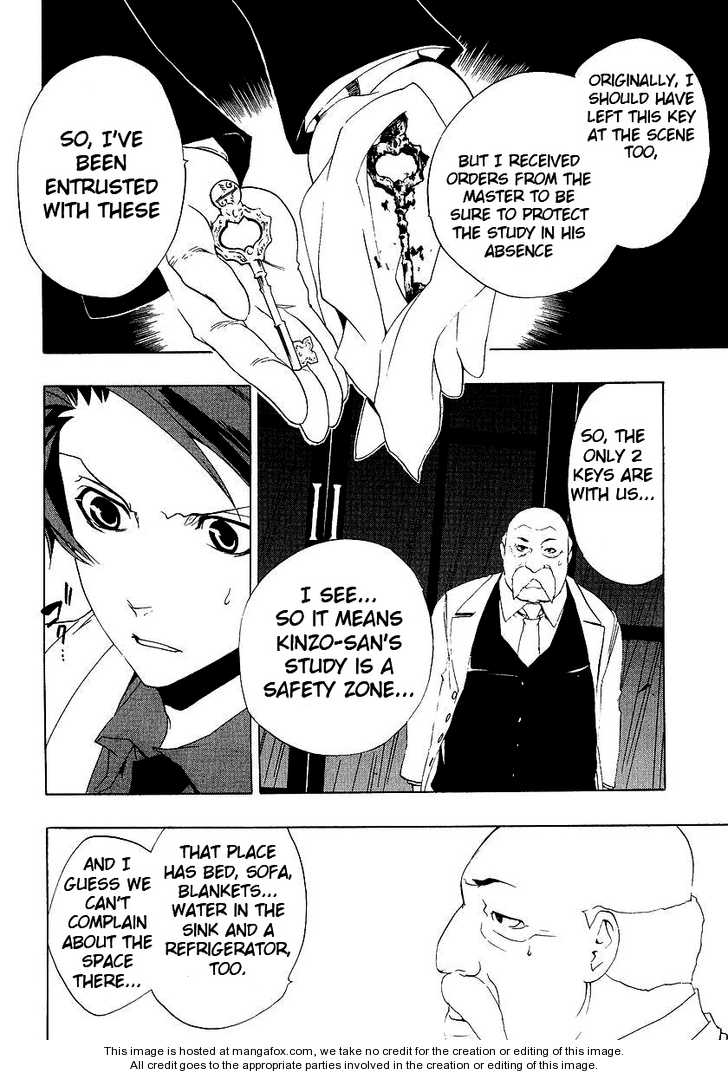 ORIGINALLY, I
SHOULD HAVE
LEFT THIS KEY
AT THE SCENE
TOO,
BUT I RECEIVED
ORDERS FROM THE
MASTER TO BE
SURE TO PROTECT
THE STUDY IN HIS
ABSENCE
SO, I'VE
BEEN
ENTRUSTED
WITH THESE
SO, THE
ONLY 2
KEYS ARE
WITH US...
I SEE...
SO IT MEANS
KINZO-SAN'S
STUDY IS A
SAFETY ZONE...
THAT PLACE
HAS BED, SOFA,
BLANKETS...
WATER IN THE
SINK AND A
REFRIGERATOR,
TOO.
AND I
GUESS WE
CAN'T
COMPLAIN
ABOUT THE
SPACE
THERE...
This image is hosted at mangafox.com, we take no credit for the creation or editing of this image.
All credit goes to the appropriate parties involved in the creation or editing of this image.